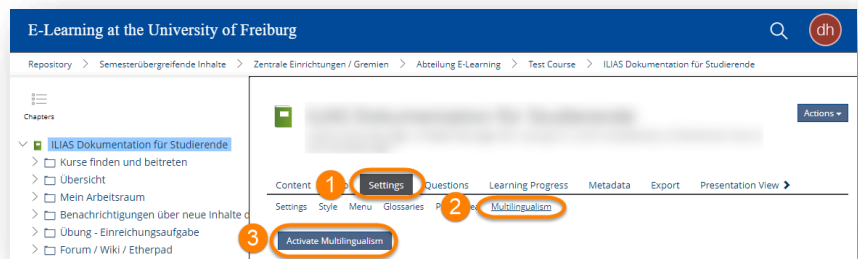 E-Learning at the University of Freiburg
dh
Repository > Semesterübergreifende Inhalte > Zentrale Einrichtungen / Gremien > Abteilung E-Learning > Test Course > ILIAS Dokumentation für Studierende
Chapters
Actions
ILIAS Dokumentation für Studierende
Kurse finden und beitreten
Übersicht
Mein Arbeitsraum
Benachrichtigungen über neue Inhalte
Übung - Einreichungsaufgabe
Forum / Wiki / Etherpad
1
Content Settings Questions Learning Progress Metadata Export Presentation View
2
Settings Style Menu Glossaries Multilingualism
3
Activate Multilingualism